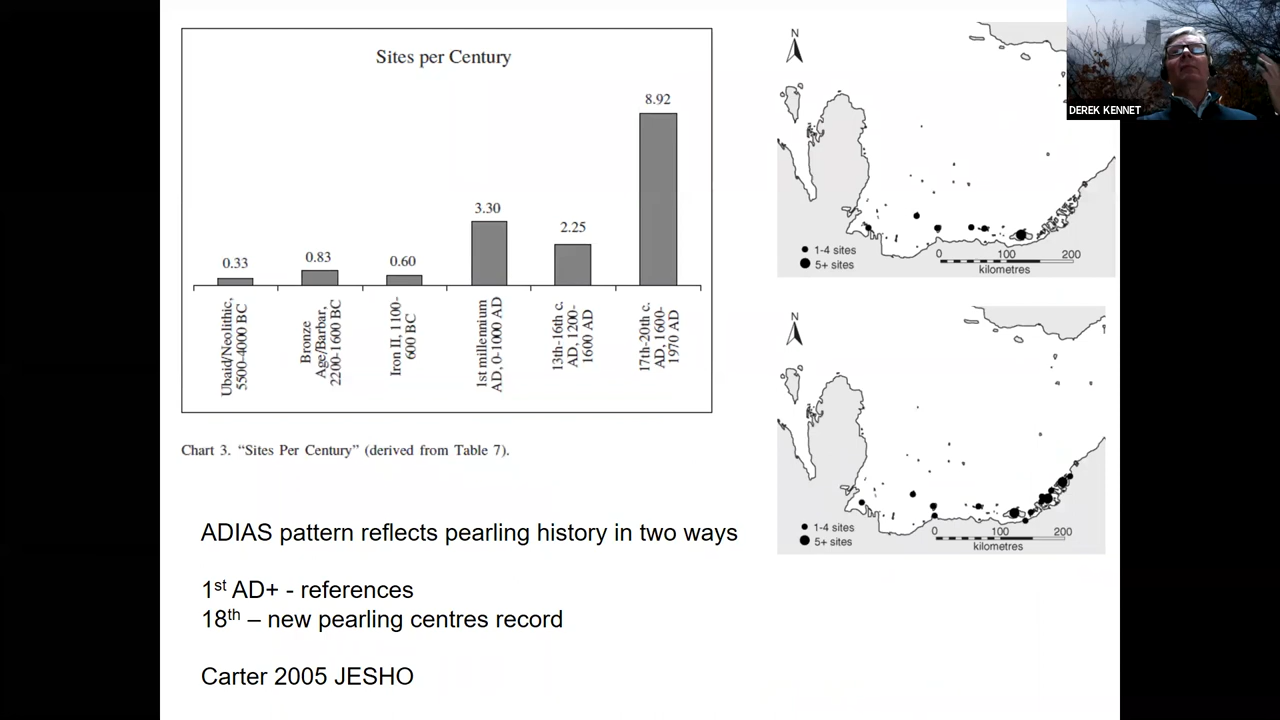 Sites per Century
8.92
3.30
2.25
0.83
0.60
0.33
Ubaid/Neolithic,
5500-4000 BC
Bronze
Age/Barbar,
2200-1600 BC
Iron II, 1100-
600 BC
1st millennium
AD, 0-1000 AD
13th-16th c.
AD, 1200-
1600 AD
17th-20th c.
AD, 1600-
1970 AD
Chart 3. “Sites Per Century” (derived from Table 7).
ADIAS pattern reflects pearling history in two ways
1st AD+ - references
18th – new pearling centres record
Carter 2005 JESHO
N
1-4 sites
5+ sites
0 100 200
kilometres
N
1-4 sites
5+ sites
0 100 200
kilometres
DEREK KENNET